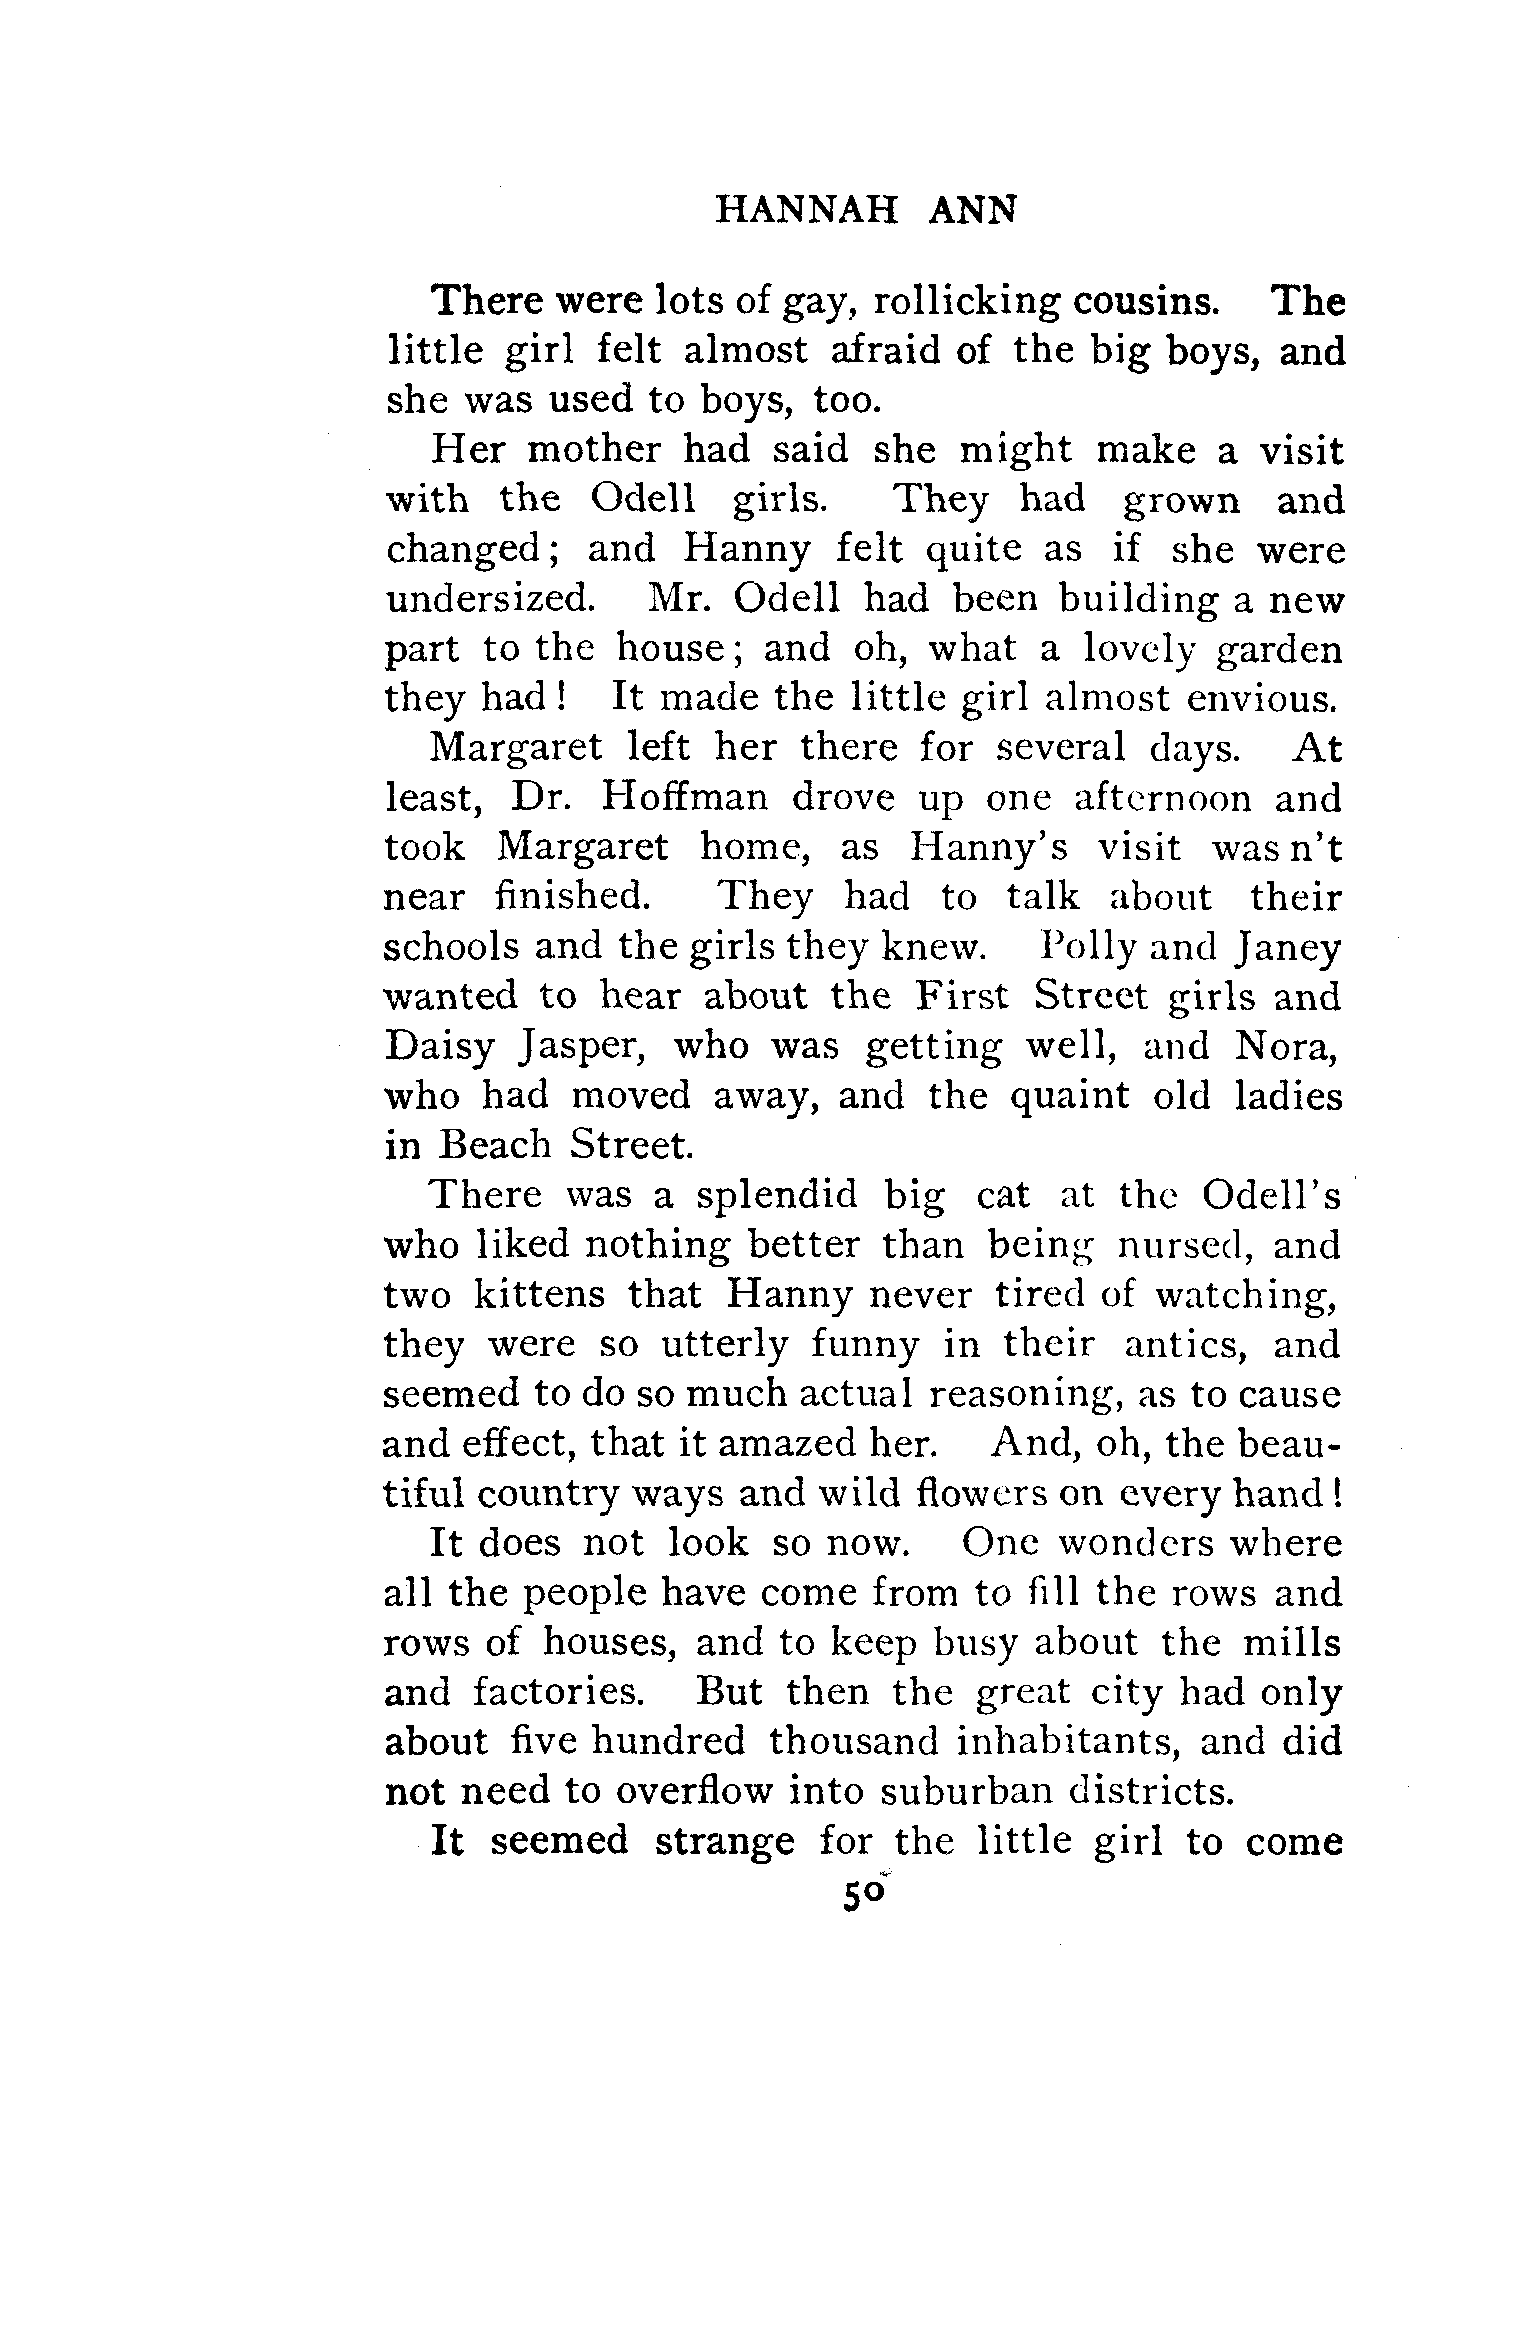 HANNAH ANN
There were lots of gay, rollicking cousins. The
little girl felt almost afraid of the big boys, and
she was used to boys, too.
Her mother had said she might make a visit
with the Odell girls. They had grown and
changed; and Hanny felt quite as if she were
undersized. Mr. Odell had been building a new
part to the house; and oh, what a lovely garden
they had! It made the little girl almost envious.
Margaret left her there for several days. At
least, Dr. Hoffman drove up one afternoon and
took Margaret home, as Hanny's visit was n't
near finished. They had to talk about their
schools and the girls they knew. Polly and Janey
wanted to hear about the First Street girls and
Daisy Jasper, who was getting well, and Nora,
who had moved away, and the quaint old ladies
in Beach Street.
There was a splendid big cat at the Odell's
who liked nothing better than being nursed, and
two kittens that Hanny never tired of watching,
they were so utterly funny in their antics, and
seemed to do so much actual reasoning, as to cause
and effect, that it amazed her. And, oh, the beau-
tiful country ways and wild flowers on every hand!
It does not look so now. One wonders where
all the people have come from to fill the rows and
rows of houses, and to keep busy about the mills
and factories. But then the great city had only
about five hundred thousand inhabitants, and did
not need to overflow into suburban districts.
It seemed strange for the little girl to come
50